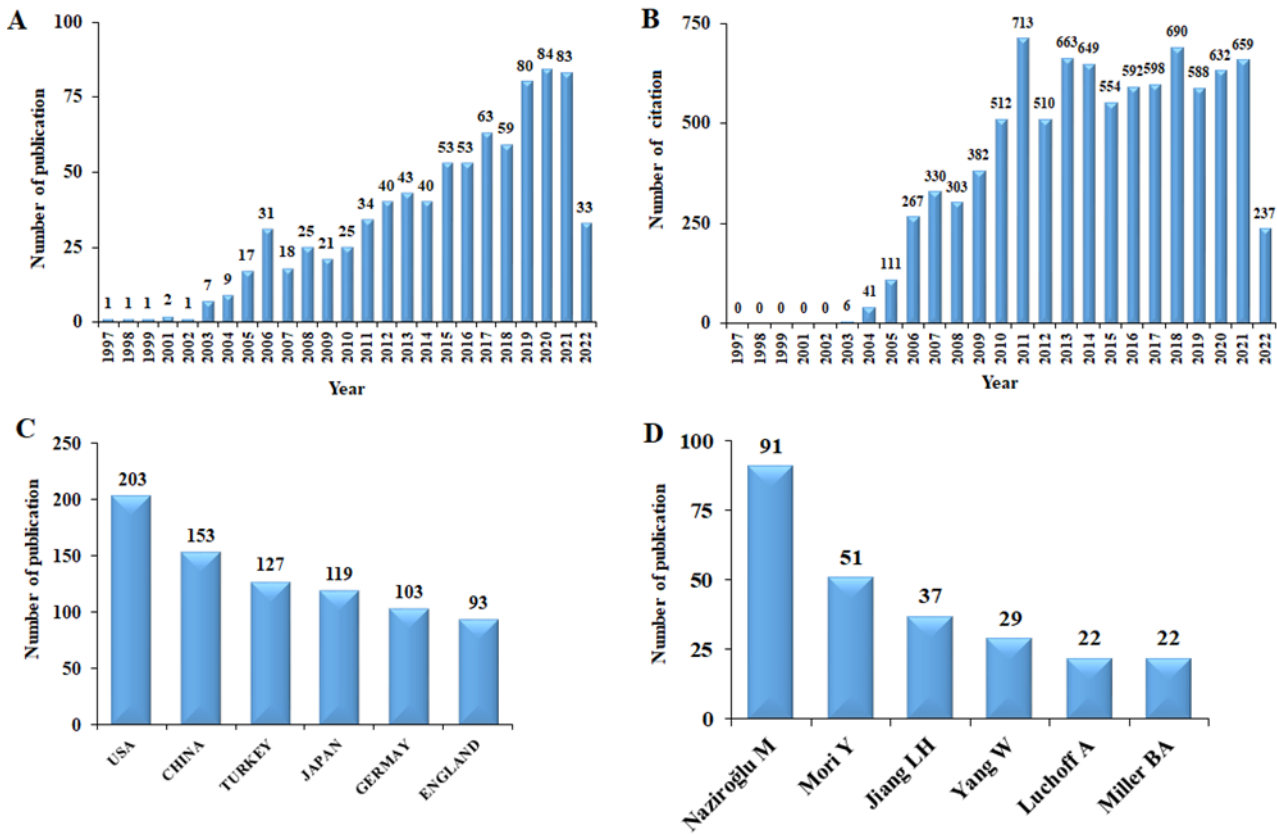 A
Number of publication
100
75
50
25
0
1 1 1 2 1 7 9 17 31 18 25 21 25 34 40 43 40 53 53 63 59 80 84 83 33
1997 1998 1999 2001 2002 2003 2004 2005 2006 2007 2008 2009 2010 2011 2012 2013 2014 2015 2016 2017 2018 2019 2020 2021 2022
Year
B
Number of citation
750
500
250
0
0 0 0 0 0 6 41 111 267 330 303 382 512 713 510 663 649 554 592 598 690 588 632 659 237
1997 1998 1999 2001 2002 2003 2004 2005 2006 2007 2008 2009 2010 2011 2012 2013 2014 2015 2016 2017 2018 2019 2020 2021 2022
Year
C
Number of publication
250
200
150
100
50
0
203 153 127 119 103 93
USA CHINA TURKEY JAPAN GERMAY ENGLAND
D
Number of publication
100
75
50
25
0
91 51 37 29 22 22
Naziroğlu M Mori Y Jiang LH Yang W Luchoff A Miller BA